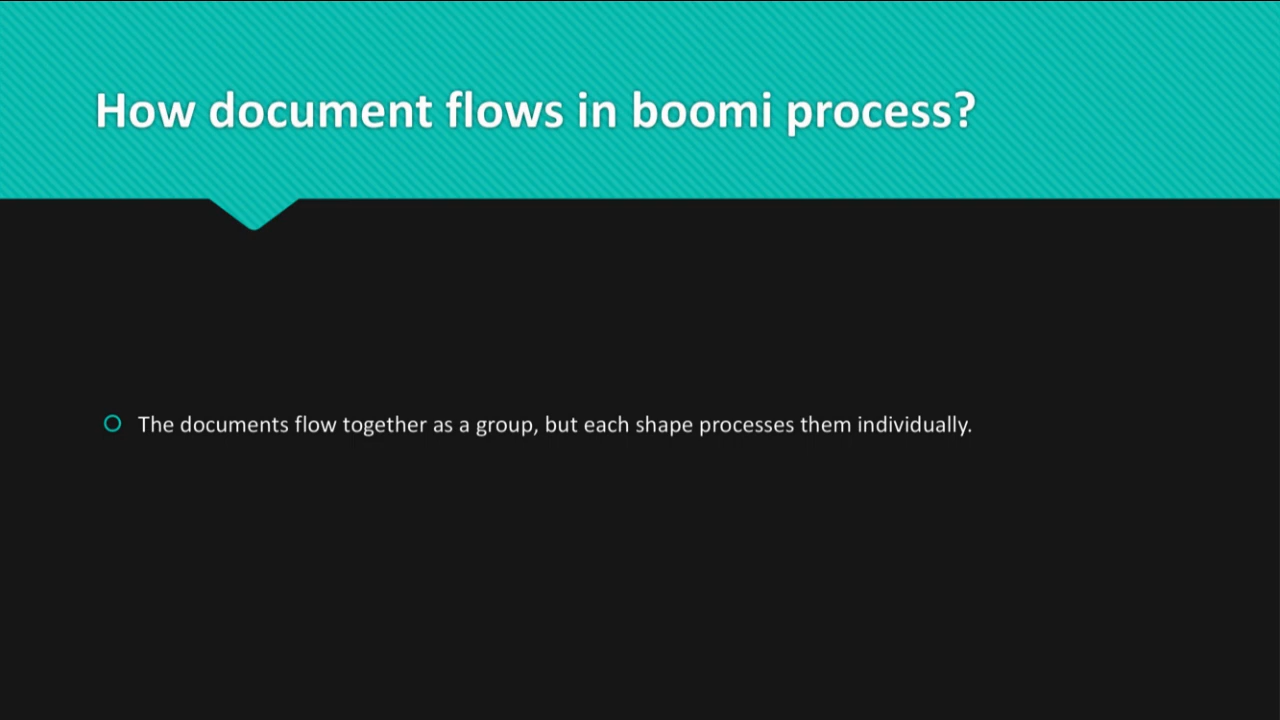 How document flows in boomi process?
The documents flow together as a group, but each shape processes them individually.